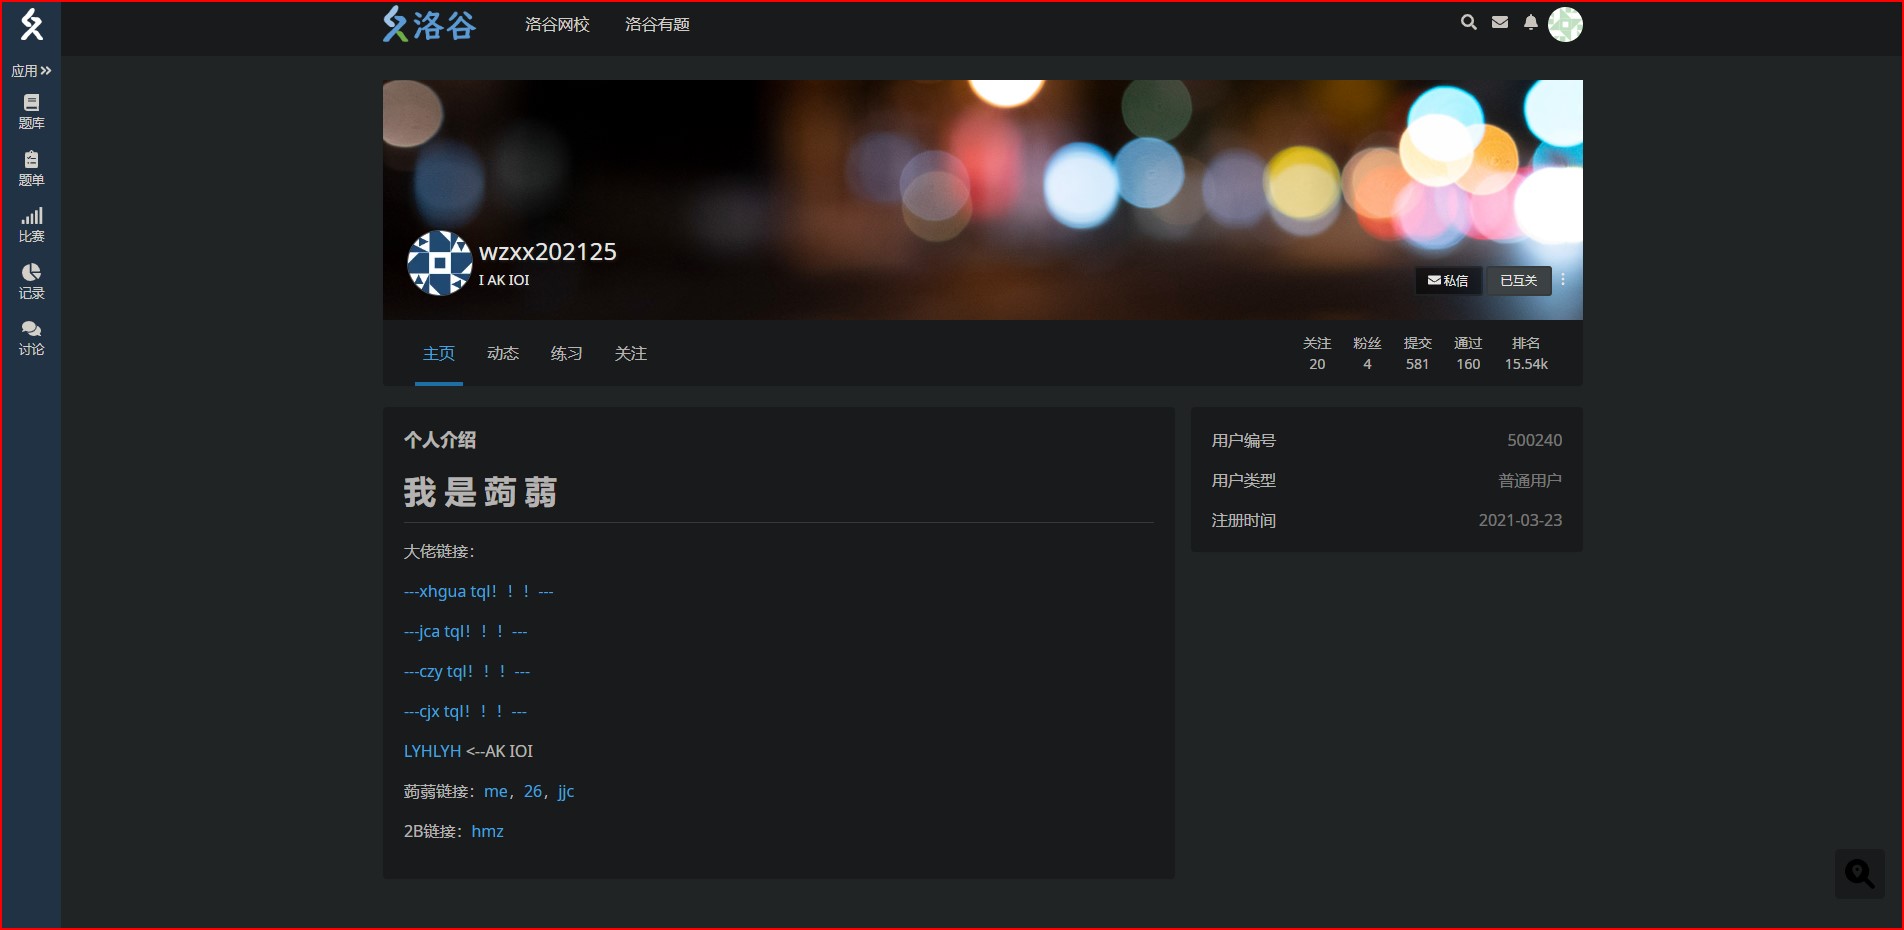 洛谷
洛谷网校
洛谷有题
应用
题库
题单
比赛
记录
讨论
wzxx202125
I AK IOI
私信
已互关
主页
动态
练习
关注
关注
20
粉丝
4
提交
581
通过
160
排名
15.54k
个人介绍
我 是 蒟 蒻
大佬链接：
---xhgua tql！！！---
---jca tql！！！---
---czy tql！！！---
---cjx tql！！！---
LYHLYH <--AK IOI
蒟蒻链接：me，26，jjc
2B链接：hmz
用户编号 500240
用户类型 普通用户
注册时间 2021-03-23